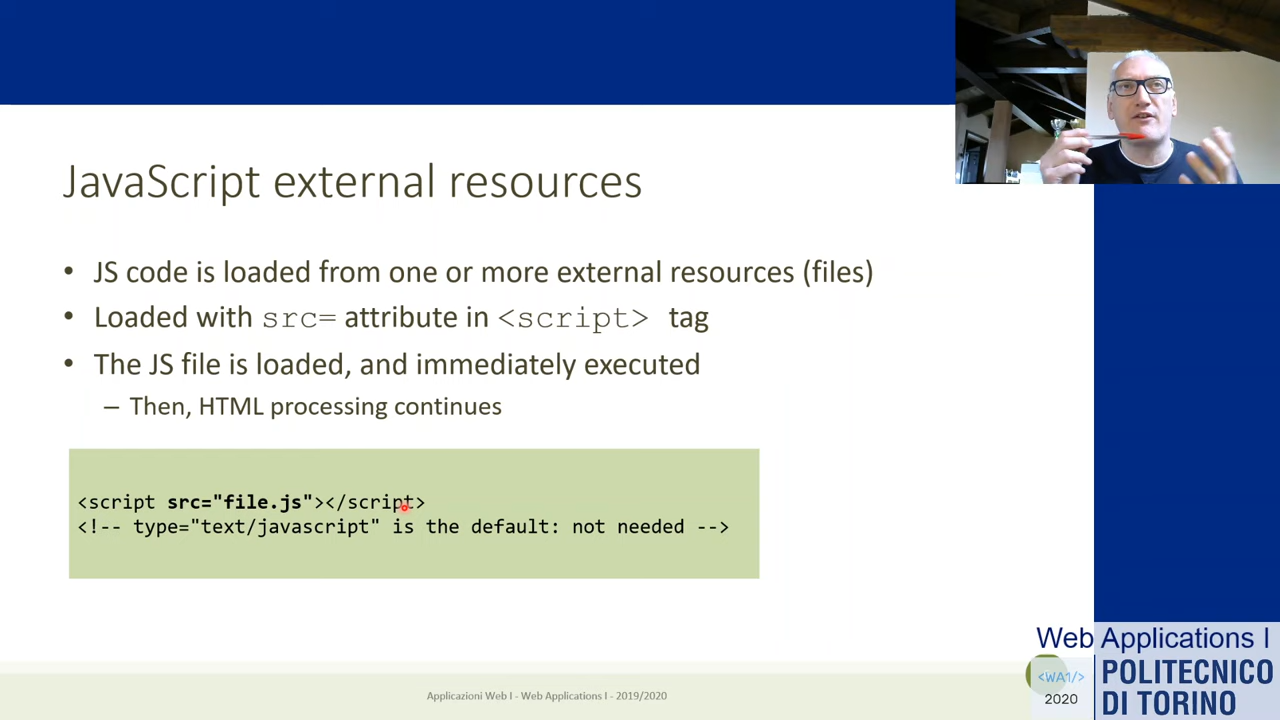 JavaScript external resources
• JS code is loaded from one or more external resources (files)
• Loaded with src= attribute in <script> tag
• The JS file is loaded, and immediately executed
– Then, HTML processing continues
<script src="file.js"></script>
<!-- type="text/javascript" is the default: not needed -->
Applicazioni Web I - Web Applications I - 2019/2020
Web Applications I
<WA1/>
2020
POLITECNICO
DI TORINO